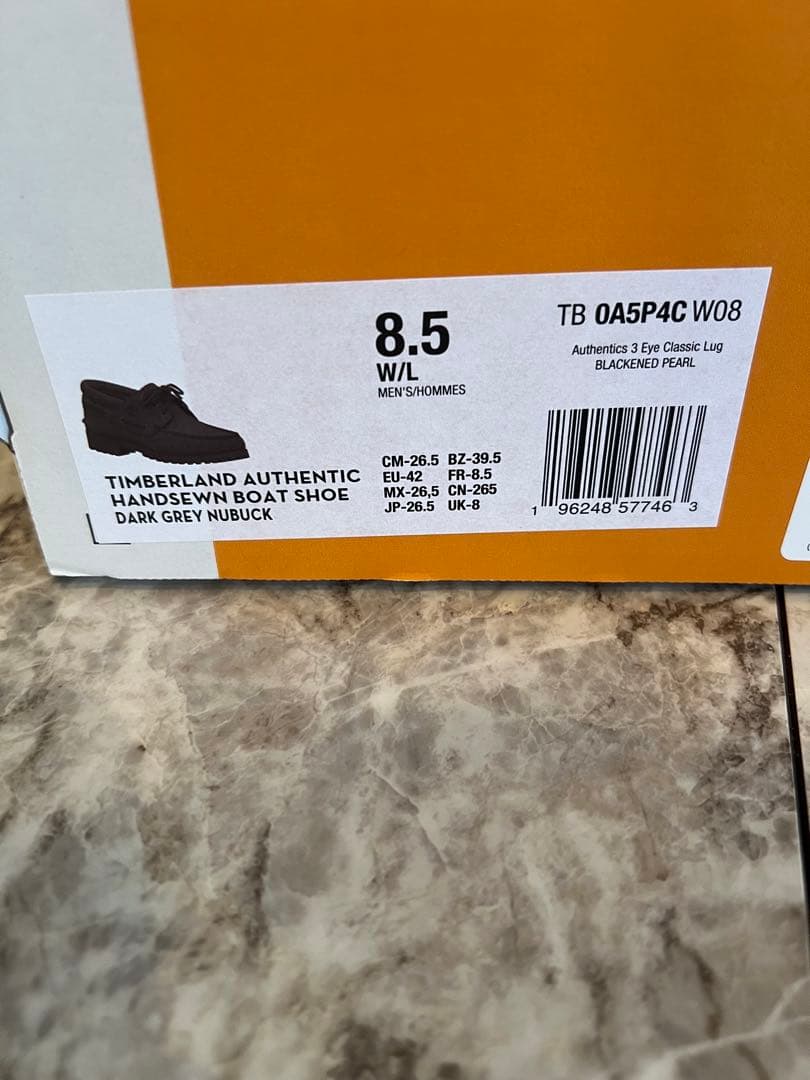 8.5
W/L
MEN'S/HOMMES
TB 0A5P4C W08
Authentics 3 Eye Classic Lug
BLACKENED PEARL
TIMBERLAND AUTHENTIC
HANDSEWN BOAT SHOE
DARK GREY NUBUCK
CM-26.5 BZ-39.5
EU-42 FR-8.5
MX-26,5 CN-265
JP-26.5 UK-8
1 96248 57746 3